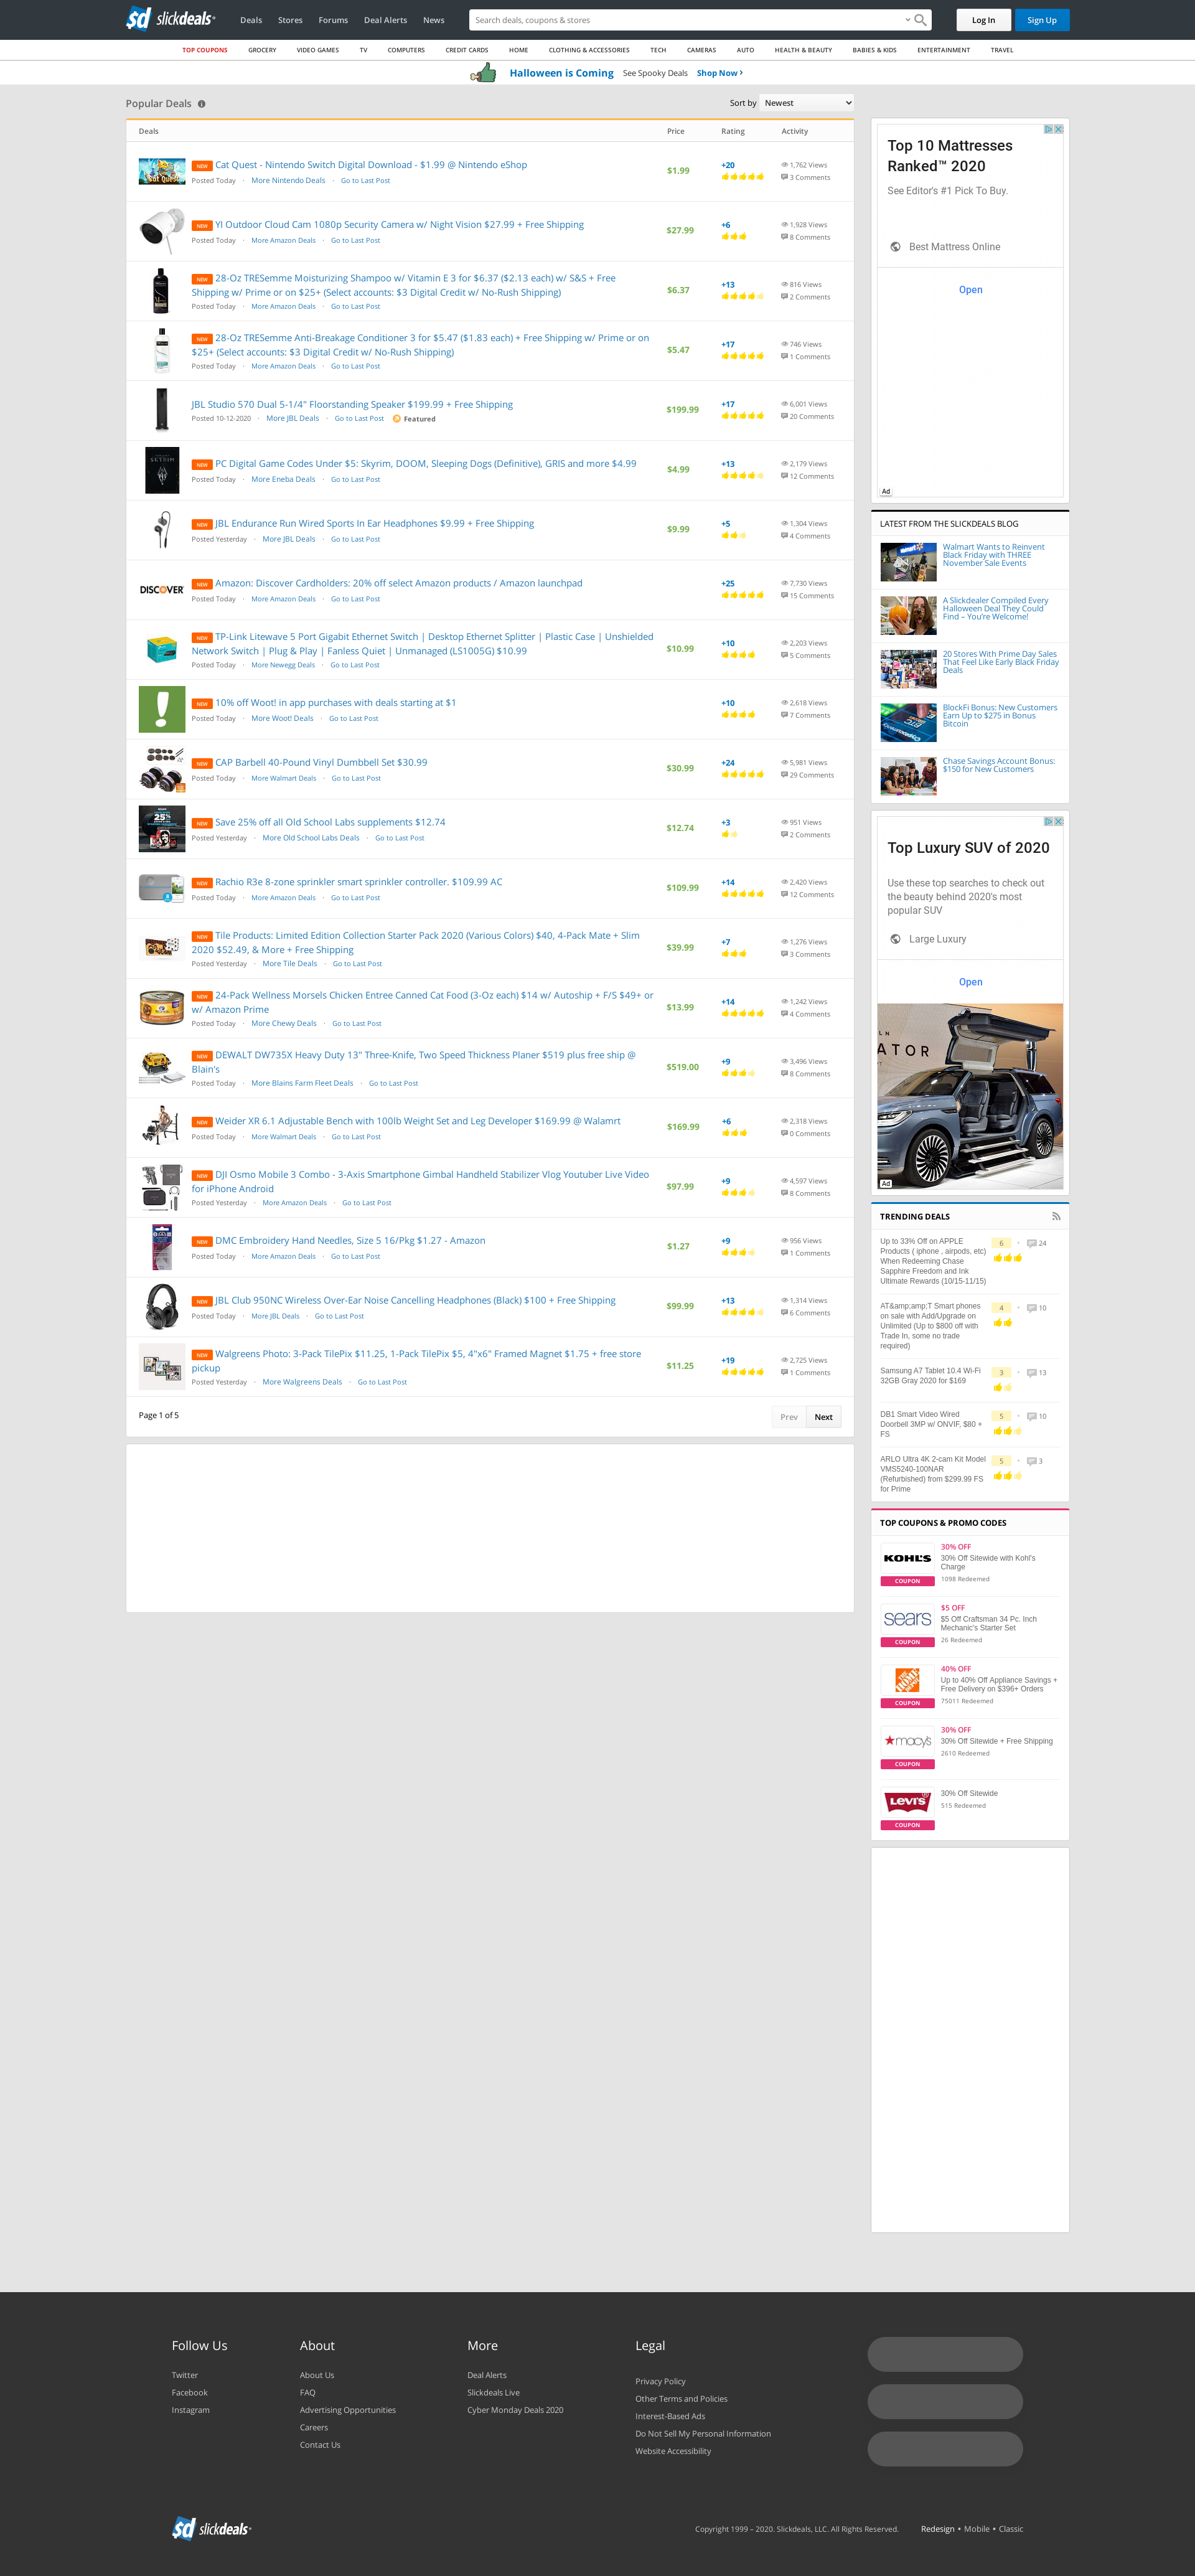 sd slickdeals
Deals Stores Forums Deal Alerts News
Search deals, coupons & stores
Log In
Sign Up
TOP COUPONS GROCERY VIDEO GAMES TV COMPUTERS CREDIT CARDS HOME CLOTHING & ACCESSORIES TECH CAMERAS AUTO HEALTH & BEAUTY BABIES & KIDS ENTERTAINMENT TRAVEL
Halloween is Coming See Spooky Deals Shop Now
Popular Deals
Sort by Newest
Deals Price Rating Activity
NEW Cat Quest - Nintendo Switch Digital Download - $1.99 @ Nintendo eShop
Posted Today · More Nintendo Deals · Go to Last Post
$1.99
+20
1,762 Views
3 Comments
NEW YI Outdoor Cloud Cam 1080p Security Camera w/ Night Vision $27.99 + Free Shipping
Posted Today · More Amazon Deals · Go to Last Post
$27.99
+6
1,928 Views
8 Comments
NEW 28-Oz TRESemme Moisturizing Shampoo w/ Vitamin E 3 for $6.37 ($2.13 each) w/ S&S + Free
Shipping w/ Prime or on $25+ (Select accounts: $3 Digital Credit w/ No-Rush Shipping)
Posted Today · More Amazon Deals · Go to Last Post
$6.37
+13
816 Views
2 Comments
NEW 28-Oz TRESemme Anti-Breakage Conditioner 3 for $5.47 ($1.83 each) + Free Shipping w/ Prime or on
$25+ (Select accounts: $3 Digital Credit w/ No-Rush Shipping)
Posted Today · More Amazon Deals · Go to Last Post
$5.47
+17
746 Views
1 Comments
JBL Studio 570 Dual 5-1/4" Floorstanding Speaker $199.99 + Free Shipping
Posted 10-12-2020 · More JBL Deals · Go to Last Post Featured
$199.99
+17
6,001 Views
20 Comments
SKYRIM
NEW PC Digital Game Codes Under $5: Skyrim, DOOM, Sleeping Dogs (Definitive), GRIS and more $4.99
Posted Today · More Eneba Deals · Go to Last Post
$4.99
+13
2,179 Views
12 Comments
NEW JBL Endurance Run Wired Sports In Ear Headphones $9.99 + Free Shipping
Posted Yesterday · More JBL Deals · Go to Last Post
$9.99
+5
1,304 Views
4 Comments
DISCOVER
NEW Amazon: Discover Cardholders: 20% off select Amazon products / Amazon launchpad
Posted Today · More Amazon Deals · Go to Last Post
+25
7,730 Views
15 Comments
NEW TP-Link Litewave 5 Port Gigabit Ethernet Switch | Desktop Ethernet Splitter | Plastic Case | Unshielded
Network Switch | Plug & Play | Fanless Quiet | Unmanaged (LS1005G) $10.99
Posted Today · More Newegg Deals · Go to Last Post
$10.99
+10
2,203 Views
5 Comments
NEW 10% off Woot! in app purchases with deals starting at $1
Posted Today · More Woot! Deals · Go to Last Post
+10
2,618 Views
7 Comments
NEW CAP Barbell 40-Pound Vinyl Dumbbell Set $30.99
Posted Today · More Walmart Deals · Go to Last Post
$30.99
+24
5,981 Views
29 Comments
25%
NEW Save 25% off all Old School Labs supplements $12.74
Posted Yesterday · More Old School Labs Deals · Go to Last Post
$12.74
+3
951 Views
2 Comments
NEW Rachio R3e 8-zone sprinkler smart sprinkler controller. $109.99 AC
Posted Today · More Amazon Deals · Go to Last Post
$109.99
+14
2,420 Views
12 Comments
NEW Tile Products: Limited Edition Collection Starter Pack 2020 (Various Colors) $40, 4-Pack Mate + Slim
2020 $52.49, & More + Free Shipping
Posted Yesterday · More Tile Deals · Go to Last Post
$39.99
+7
1,276 Views
3 Comments
NEW 24-Pack Wellness Morsels Chicken Entree Canned Cat Food (3-Oz each) $14 w/ Autoship + F/S $49+ or
w/ Amazon Prime
Posted Today · More Chewy Deals · Go to Last Post
$13.99
+14
1,242 Views
4 Comments
NEW DEWALT DW735X Heavy Duty 13" Three-Knife, Two Speed Thickness Planer $519 plus free ship @
Blain's
Posted Today · More Blains Farm Fleet Deals · Go to Last Post
$519.00
+9
3,496 Views
8 Comments
NEW Weider XR 6.1 Adjustable Bench with 100lb Weight Set and Leg Developer $169.99 @ Walamrt
Posted Today · More Walmart Deals · Go to Last Post
$169.99
+6
2,318 Views
0 Comments
NEW DJI Osmo Mobile 3 Combo - 3-Axis Smartphone Gimbal Handheld Stabilizer Vlog Youtuber Live Video
for iPhone Android
Posted Yesterday · More Amazon Deals · Go to Last Post
$97.99
+9
4,597 Views
8 Comments
NEW DMC Embroidery Hand Needles, Size 5 16/Pkg $1.27 - Amazon
Posted Today · More Amazon Deals · Go to Last Post
$1.27
+9
956 Views
1 Comments
NEW JBL Club 950NC Wireless Over-Ear Noise Cancelling Headphones (Black) $100 + Free Shipping
Posted Today · More JBL Deals · Go to Last Post
$99.99
+13
1,314 Views
6 Comments
NEW Walgreens Photo: 3-Pack TilePix $11.25, 1-Pack TilePix $5, 4"x6" Framed Magnet $1.75 + free store
pickup
Posted Yesterday · More Walgreens Deals · Go to Last Post
$11.25
+19
2,725 Views
1 Comments
Page 1 of 5
Prev Next
Top 10 Mattresses
Ranked™ 2020
See Editor's #1 Pick To Buy.
Best Mattress Online
Open
Ad
LATEST FROM THE SLICKDEALS BLOG
Walmart Wants to Reinvent
Black Friday with THREE
November Sale Events
A Slickdealer Compiled Every
Halloween Deal They Could
Find – You're Welcome!
20 Stores With Prime Day Sales
That Feel Like Early Black Friday
Deals
BlockFi Bonus: New Customers
Earn Up to $275 in Bonus
Bitcoin
Chase Savings Account Bonus:
$150 for New Customers
Top Luxury SUV of 2020
Use these top searches to check out
the beauty behind 2020's most
popular SUV
Large Luxury
Open
Ad
TRENDING DEALS
Up to 33% Off on APPLE
Products ( iphone , airpods, etc)
When Redeeming Chase
Sapphire Freedom and Ink
Ultimate Rewards (10/15-11/15)
6 · 24
AT&amp;amp;T Smart phones
on sale with Add/Upgrade on
Unlimited (Up to $800 off with
Trade In, some no trade
required)
4 · 10
Samsung A7 Tablet 10.4 Wi-Fi
32GB Gray 2020 for $169
3 · 13
DB1 Smart Video Wired
Doorbell 3MP w/ ONVIF, $80 +
FS
5 · 10
ARLO Ultra 4K 2-cam Kit Model
VMS5240-100NAR
(Refurbished) from $299.99 FS
for Prime
5 · 3
TOP COUPONS & PROMO CODES
KOHL'S
COUPON
30% OFF
30% Off Sitewide with Kohl's
Charge
1098 Redeemed
sears
COUPON
$5 OFF
$5 Off Craftsman 34 Pc. Inch
Mechanic's Starter Set
26 Redeemed
THE HOME DEPOT
COUPON
40% OFF
Up to 40% Off Appliance Savings +
Free Delivery on $396+ Orders
75011 Redeemed
macy's
COUPON
30% OFF
30% Off Sitewide + Free Shipping
2610 Redeemed
LEVI'S
COUPON
30% Off Sitewide
515 Redeemed
Follow Us
Twitter
Facebook
Instagram
About
About Us
FAQ
Advertising Opportunities
Careers
Contact Us
More
Deal Alerts
Slickdeals Live
Cyber Monday Deals 2020
Legal
Privacy Policy
Other Terms and Policies
Interest-Based Ads
Do Not Sell My Personal Information
Website Accessibility
sd slickdeals
Copyright 1999 – 2020. Slickdeals, LLC. All Rights Reserved. Redesign • Mobile • Classic